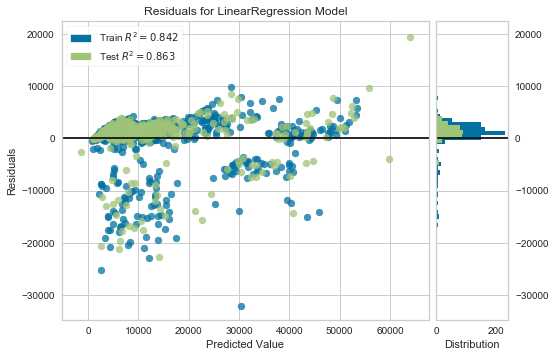 Residuals for LinearRegression Model
Train R² = 0.842
Test R² = 0.863
Residuals
20000
10000
0
−10000
−20000
−30000
20000
10000
0
−10000
−20000
−30000
0 10000 20000 30000 40000 50000 60000
0 200
Predicted Value
Distribution